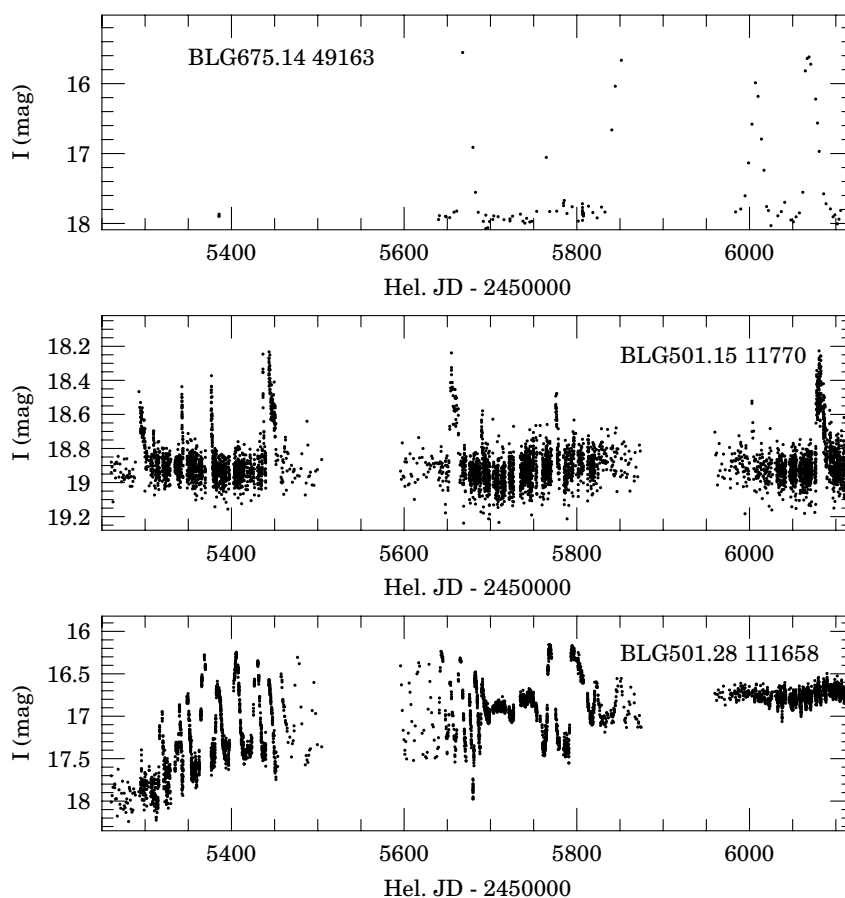 BLG675.14 49163
I (mag)
16
17
18
5400
5600
5800
6000
Hel. JD - 2450000
BLG501.15 11770
I (mag)
18.2
18.4
18.6
18.8
19
19.2
5400
5600
5800
6000
Hel. JD - 2450000
BLG501.28 111658
I (mag)
16
16.5
17
17.5
18
5400
5600
5800
6000
Hel. JD - 2450000